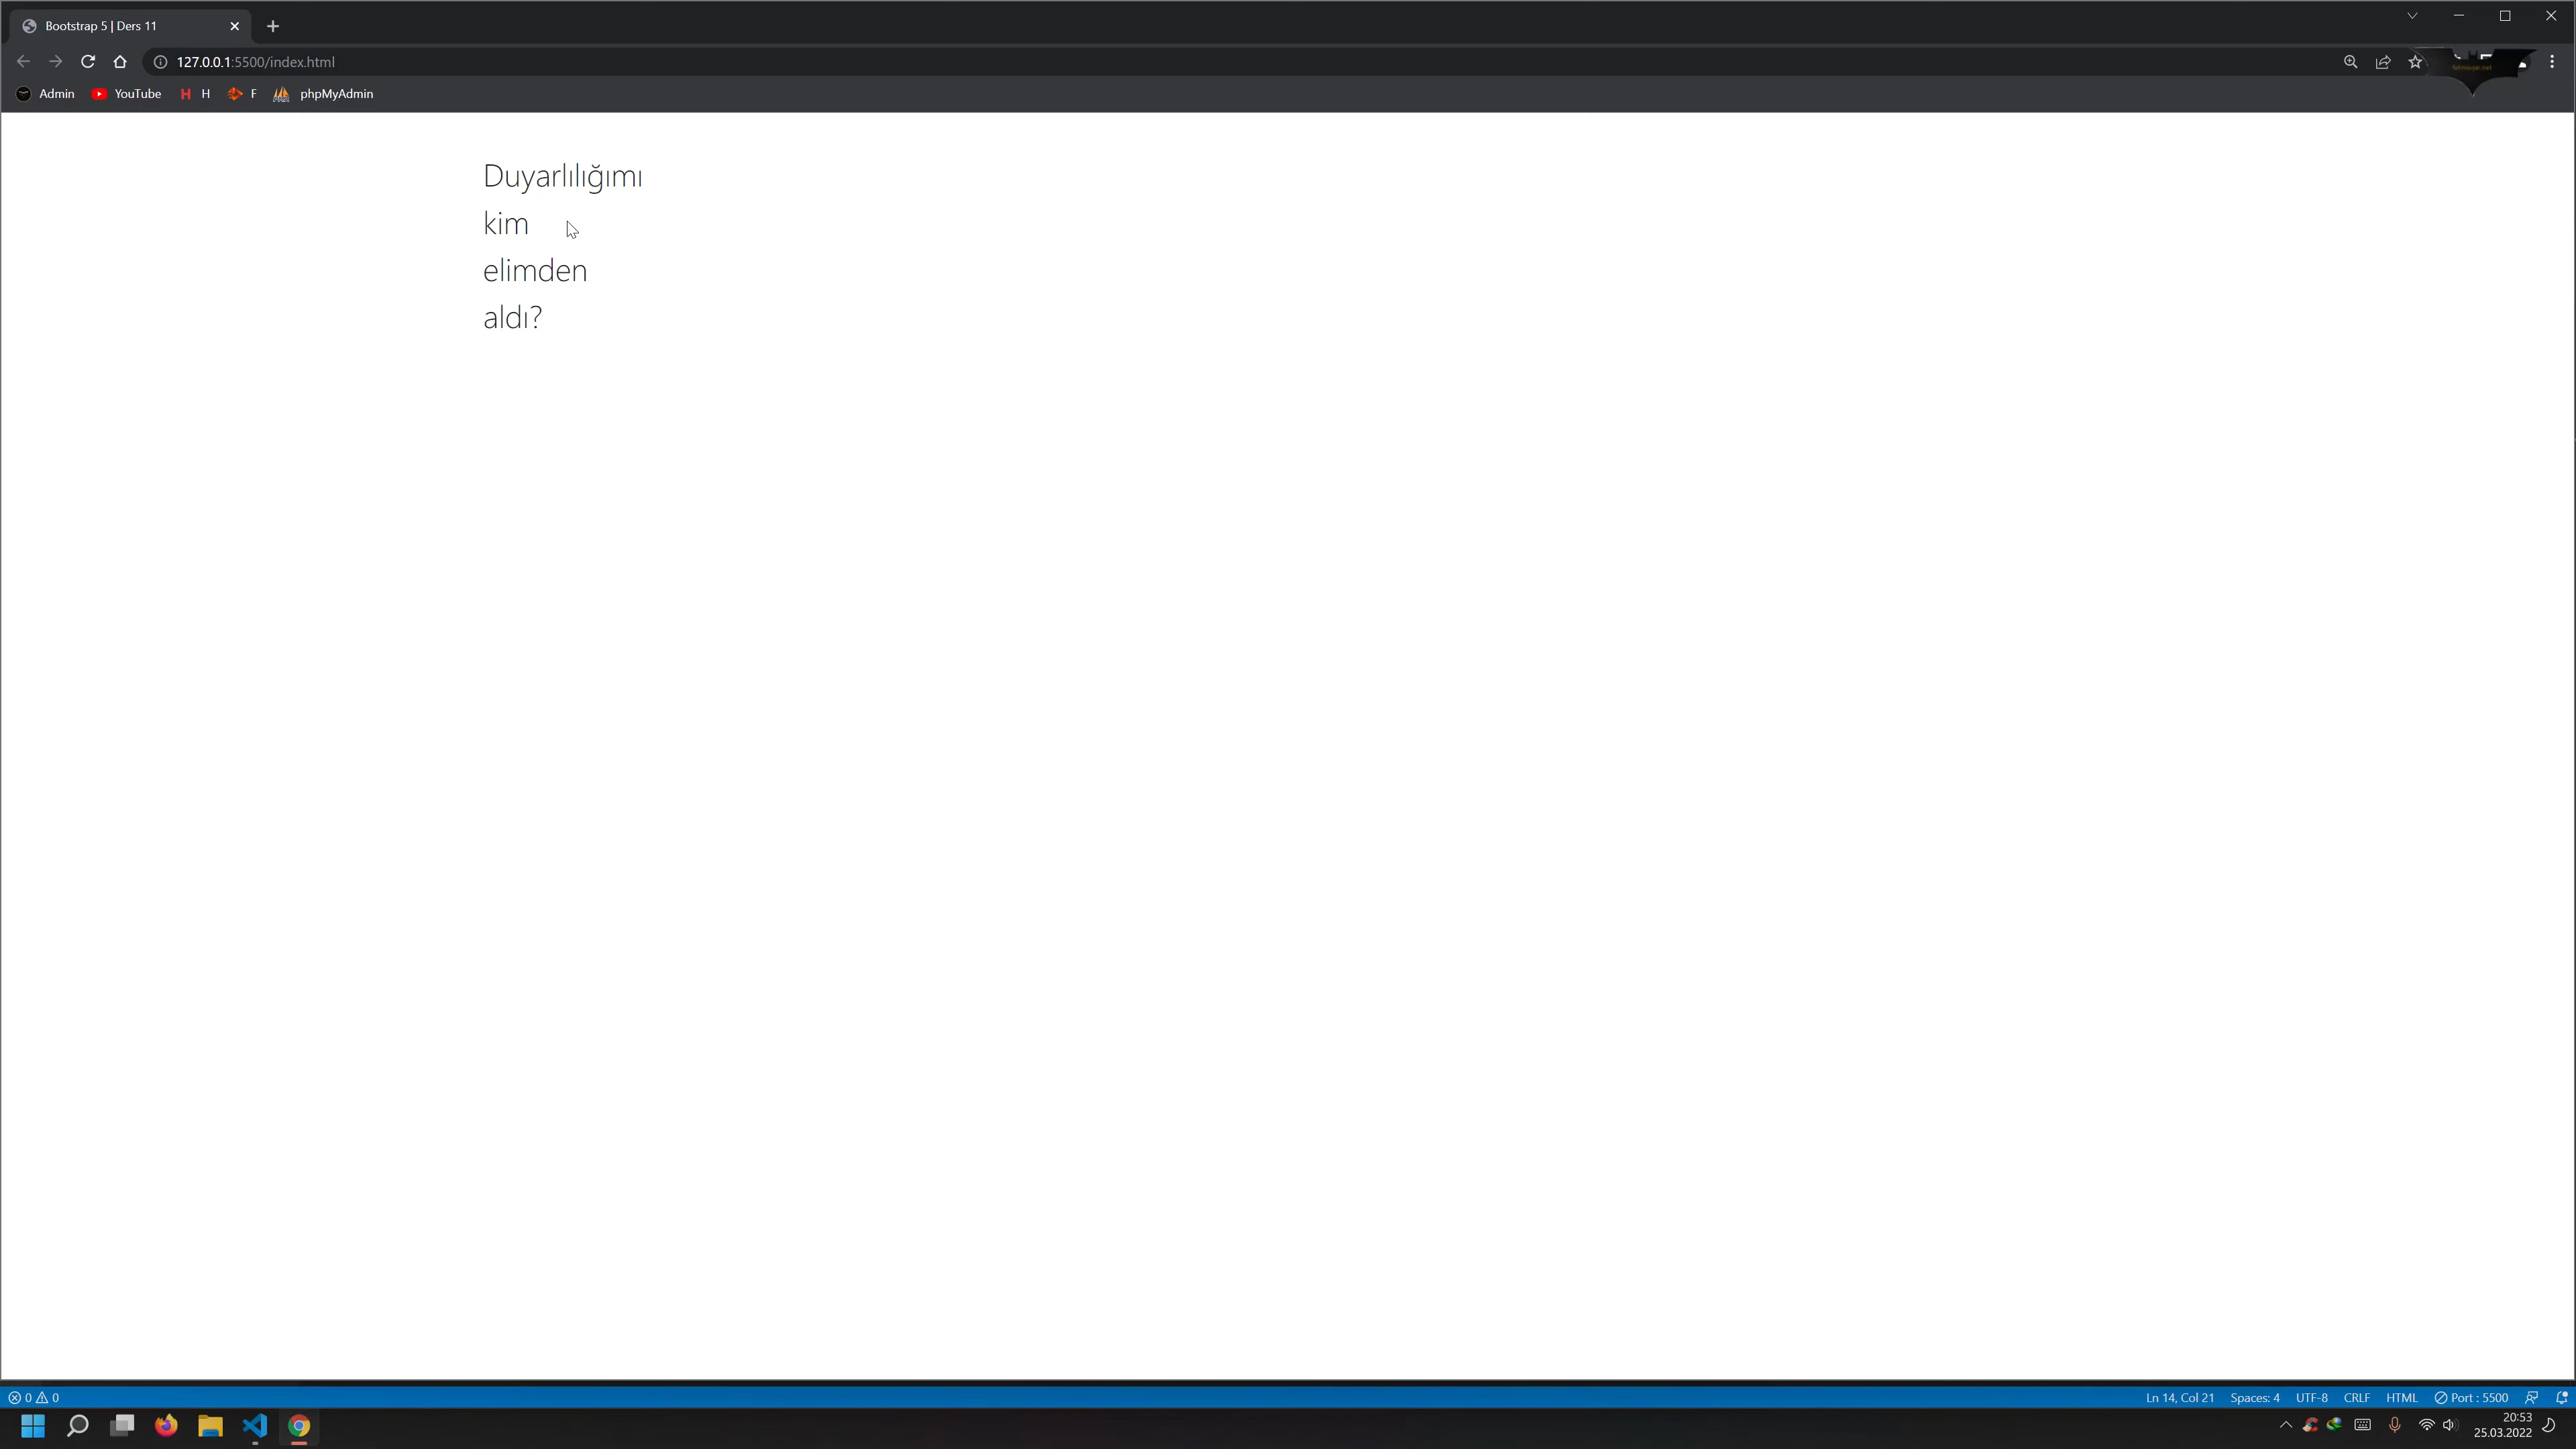 Bootstrap 5 | Ders 11
127.0.0.1:5500/index.html
Admin YouTube H H F phpMyAdmin
Duyarlılığımı
kim
elimden
aldı?
0 0 Ln 14, Col 21 Spaces: 4 UTF-8 CRLF HTML Port : 5500
20:53
25.03.2022